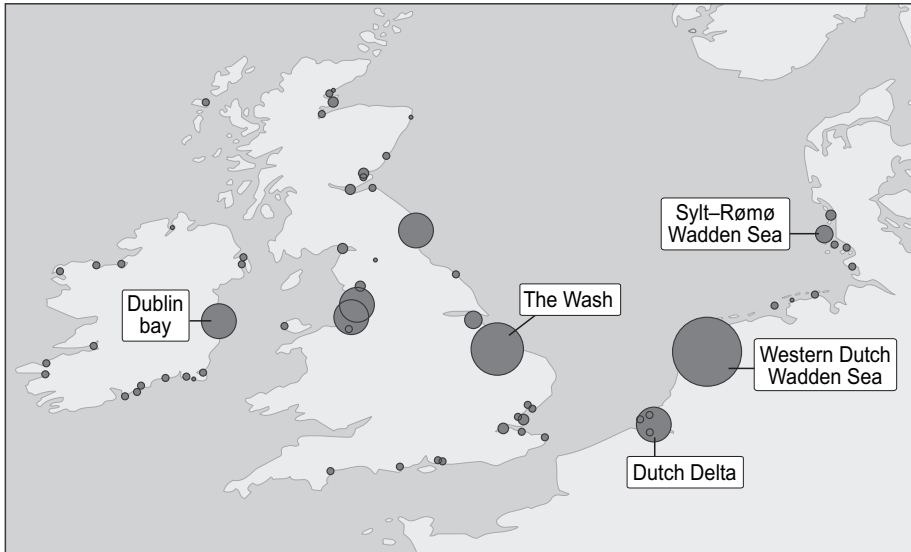 Sylt–Rømø
Wadden Sea
The Wash
Dublin
bay
Western Dutch
Wadden Sea
Dutch Delta